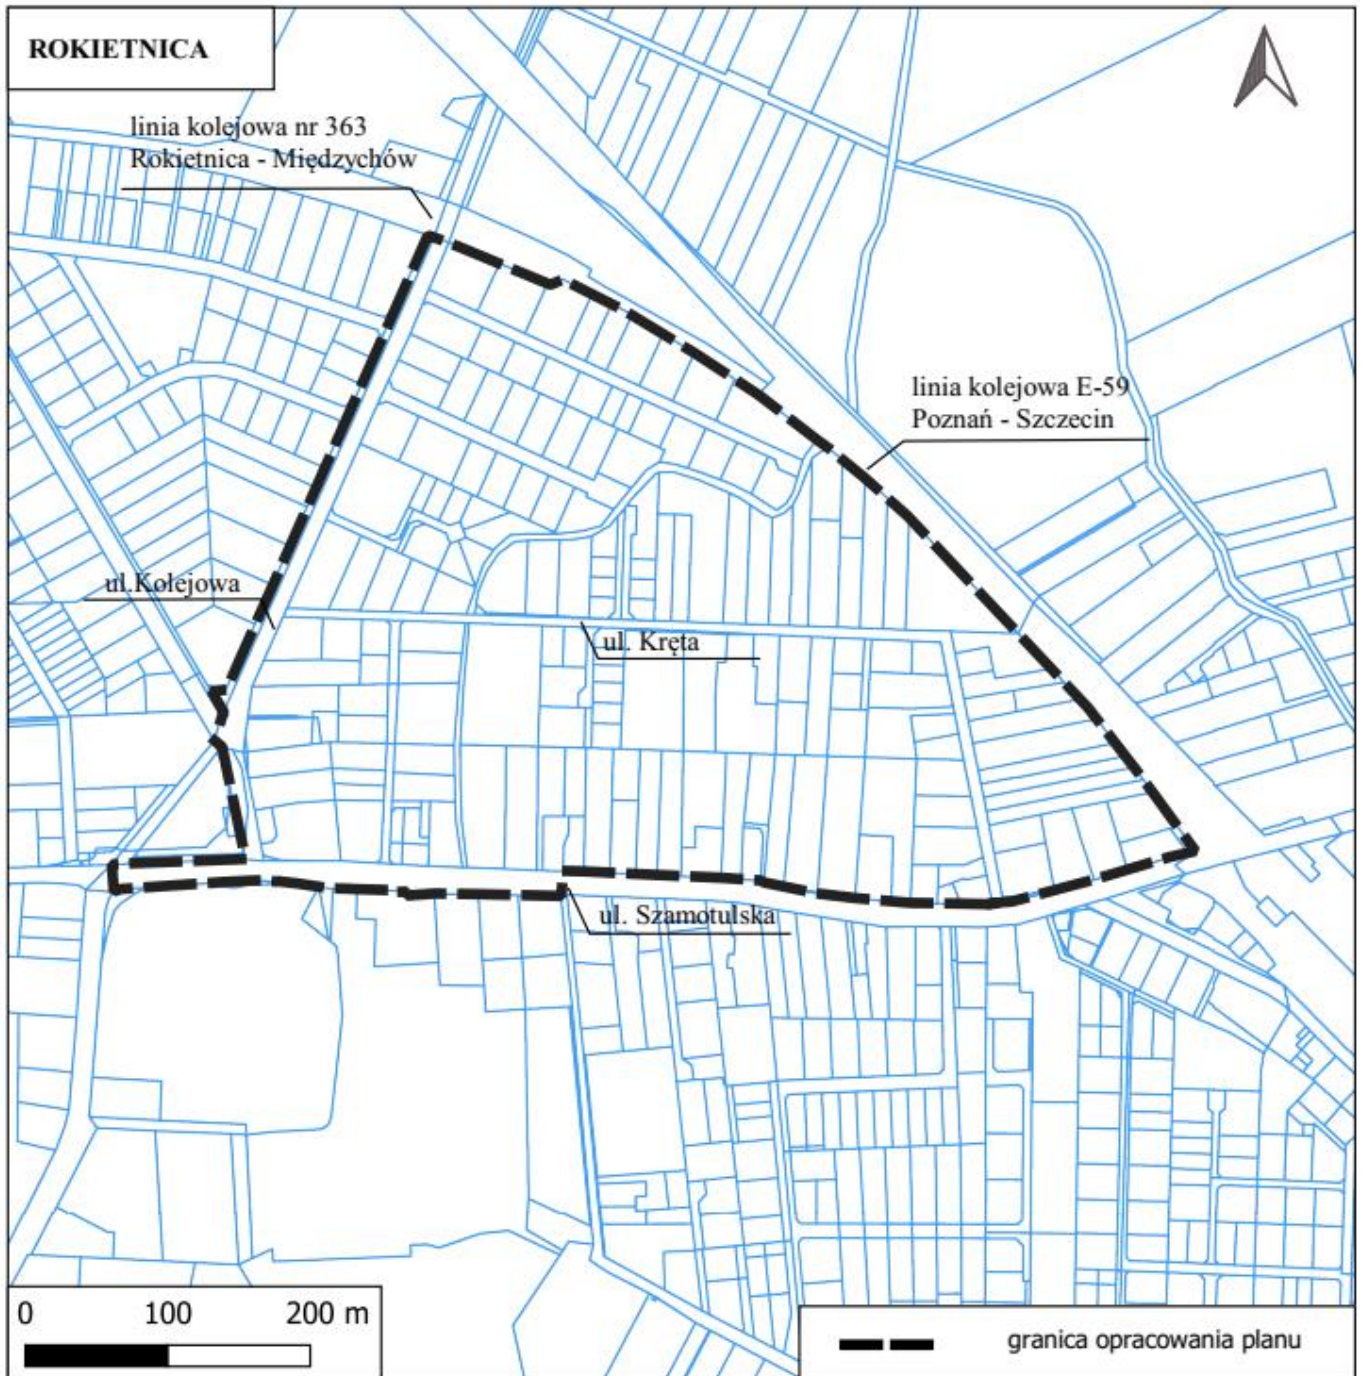 ROKIETNICA
linia kolejowa nr 363
Rokietnica - Międzychów
linia kolejowa E-59
Poznań - Szczecin
ul.Kolejowa
ul. Kręta
ul. Szamotulska
0 100 200 m
granica opracowania planu